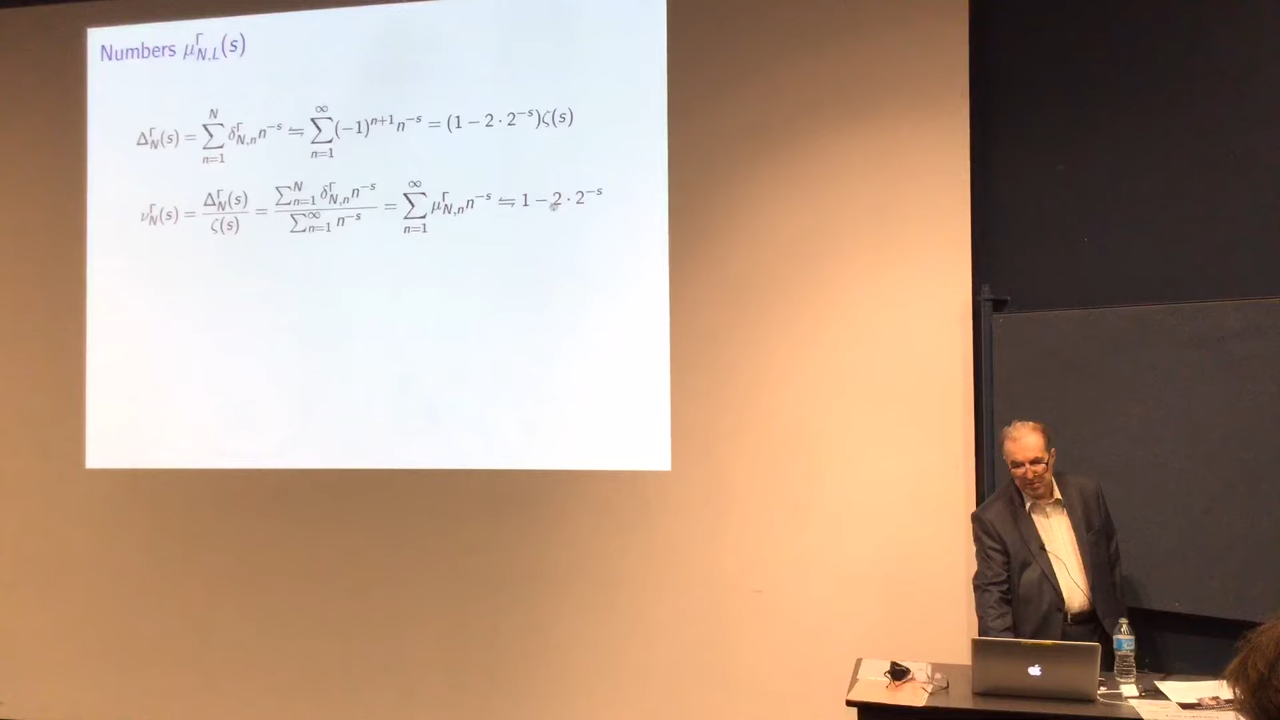 Numbers μ^Γ_{N,L}(s)
Δ^Γ_N(s) = ∑_{n=1}^{N} δ^Γ_{N,n} n^{-s} ≒ ∑_{n=1}^{∞} (-1)^{n+1} n^{-s} = (1 - 2 · 2^{-s})ζ(s)
ν^Γ_N(s) = Δ^Γ_N(s)/ζ(s) = ∑_{n=1}^{N} δ^Γ_{N,n} n^{-s} / ∑_{n=1}^{∞} n^{-s} = ∑_{n=1}^{∞} μ^Γ_{N,n} n^{-s} ≒ 1 - 2 · 2^{-s}